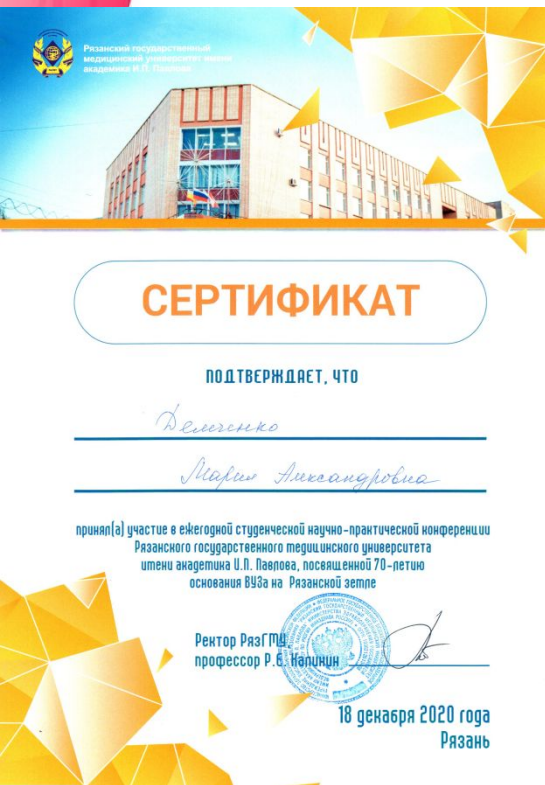 Рязанский государственный
медицинский университет имени
академика И.П. Павлова
СЕРТИФИКАТ
ПОДТВЕРЖДАЕТ, ЧТО
Демченко
Мария Александровна
принял(а) участие в ежегодной студенческой научно-практической конференции
Рязанского государственного медицинского университета
имени академика И.П. Павлова, посвященной 70-летию
основания ВУЗа на Рязанской земле
Ректор РязГМУ
профессор Р.Е. Калинин
18 декабря 2020 года
Рязань